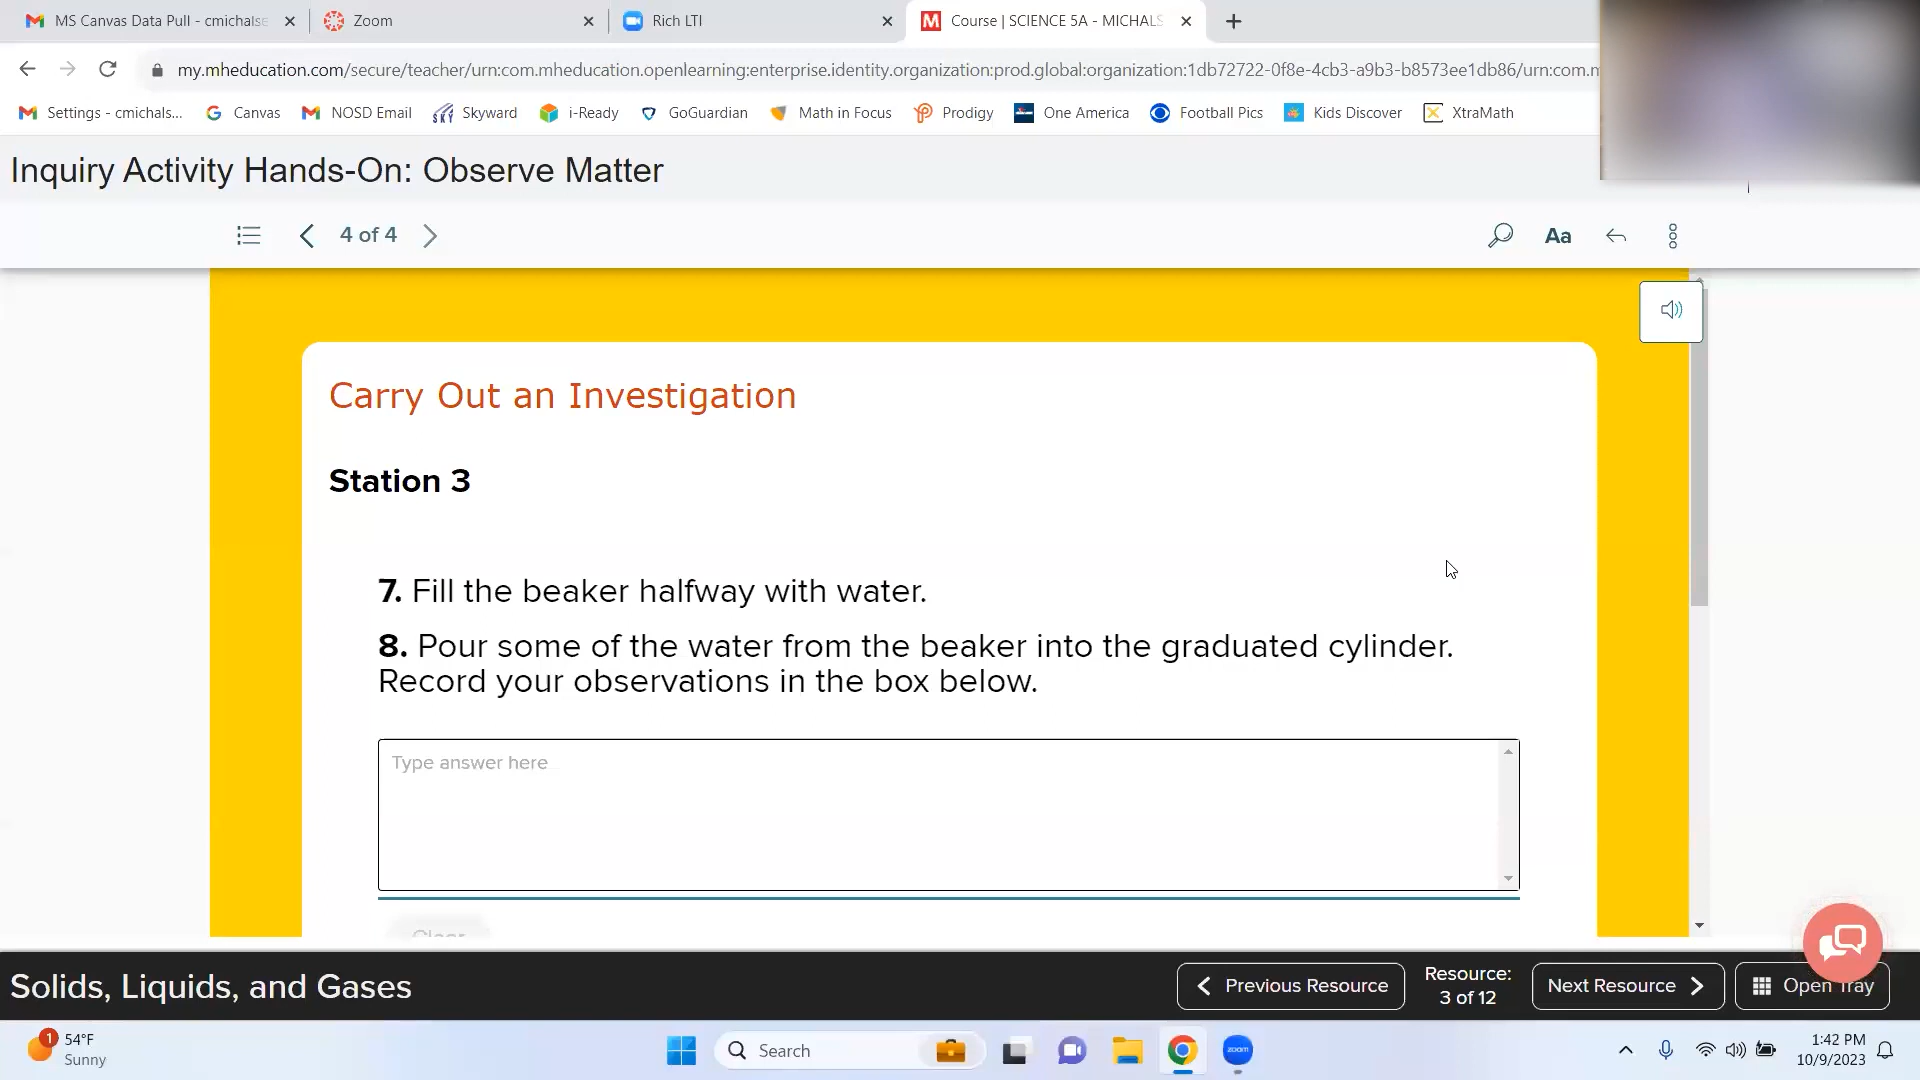 MS Canvas Data Pull - cmichalse
Zoom
Rich LTI
Course | SCIENCE 5A - MICHALS
my.mheducation.com/secure/teacher/urn:com.mheducation.openlearning:enterprise.identity.organization:prod.global:organization:1db72722-0f8e-4cb3-a9b3-b8573ee1db86/urn:com.m
Settings - cmichals...
Canvas
NOSD Email
Skyward
i-Ready
GoGuardian
Math in Focus
Prodigy
One America
Football Pics
Kids Discover
XtraMath
Inquiry Activity Hands-On: Observe Matter
4 of 4
Aa
Carry Out an Investigation
Station 3
7. Fill the beaker halfway with water.
8. Pour some of the water from the beaker into the graduated cylinder.
Record your observations in the box below.
Type answer here
Clear
Solids, Liquids, and Gases
Previous Resource
Resource:
3 of 12
Next Resource
Open Tray
1
54°F
Sunny
Search
zoom
1:42 PM
10/9/2023